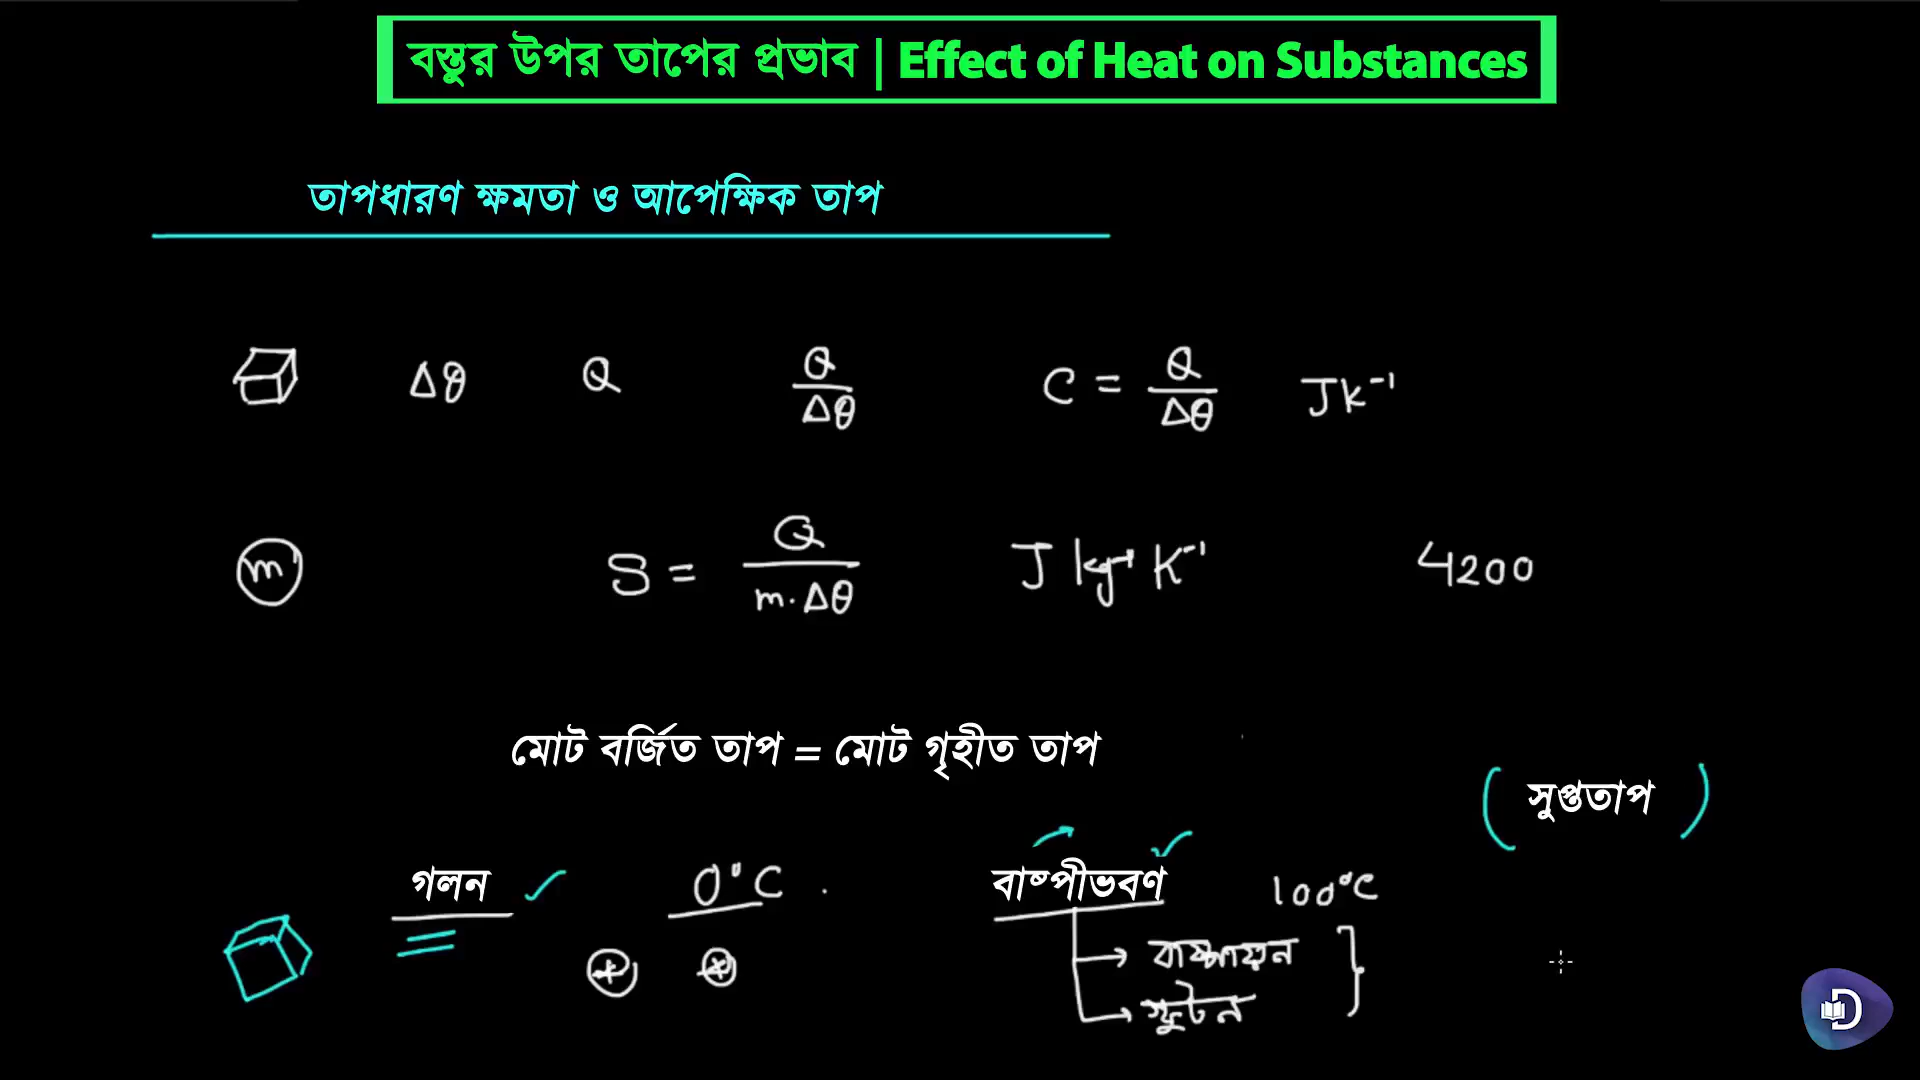 বস্তুর উপর তাপের প্রভাব | Effect of Heat on Substances
তাপধারণ ক্ষমতা ও আপেক্ষিক তাপ
Δθ Q Q/Δθ C = Q/Δθ JK⁻¹
m S = Q/m.Δθ J kg⁻¹ K⁻¹ 4200
মোট বর্জিত তাপ = মোট গৃহীত তাপ
( সুপ্ততাপ )
গলন 0°C বাষ্পীভবণ 100°C
বাষ্পায়ন
স্ফুটন